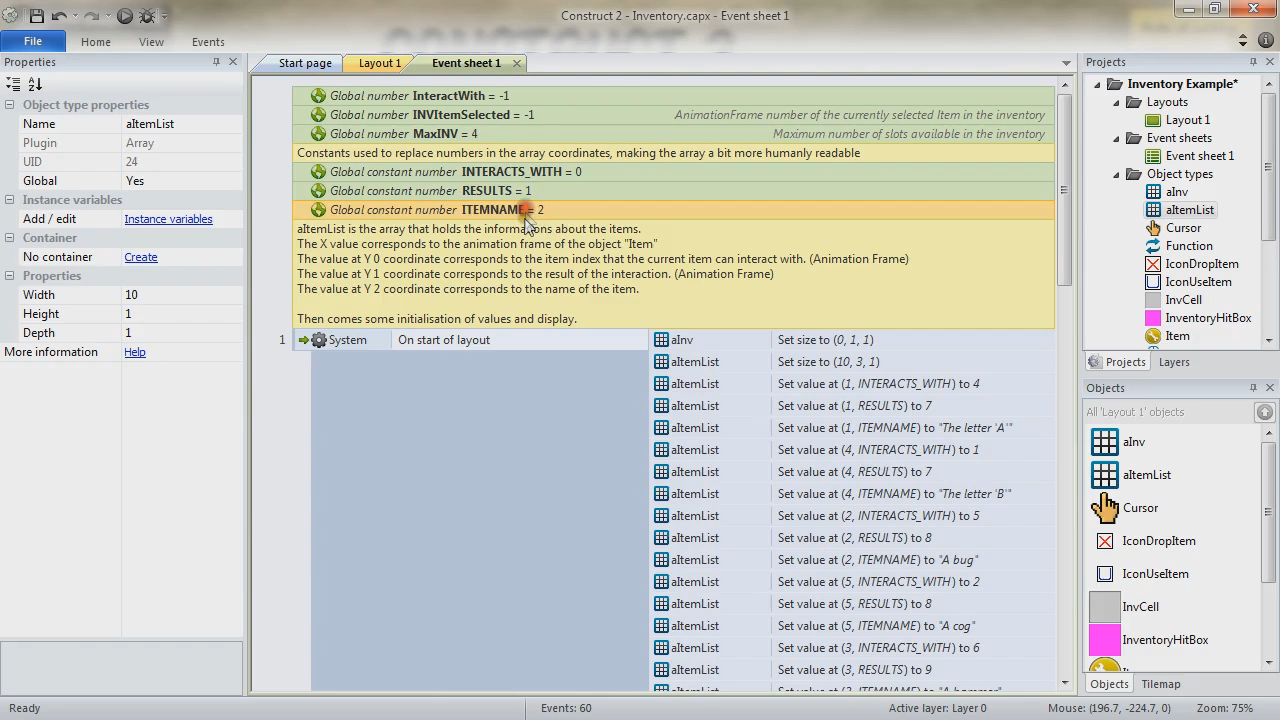 Construct 2 - Inventory.capx - Event sheet 1
File
Home
View
Events
Properties
Object type properties
Name aItemList
Plugin Array
UID 24
Global Yes
Instance variables
Add / edit Instance variables
Container
No container Create
Properties
Width 10
Height 1
Depth 1
More information Help
Start page
Layout 1
Event sheet 1
Global number InteractWith = -1
Global number INVItemSelected = -1 AnimationFrame number of the currently selected Item in the inventory
Global number MaxINV = 4 Maximum number of slots available in the inventory
Constants used to replace numbers in the array coordinates, making the array a bit more humanly readable
Global constant number INTERACTS_WITH = 0
Global constant number RESULTS = 1
Global constant number ITEMNAME = 2
aItemList is the array that holds the informations about the items.
The X value corresponds to the animation frame of the object "Item"
The value at Y 0 coordinate corresponds to the item index that the current item can interact with. (Animation Frame)
The value at Y 1 coordinate corresponds to the result of the interaction. (Animation Frame)
The value at Y 2 coordinate corresponds to the name of the item.
Then comes some initialisation of values and display.
1 System On start of layout aInv Set size to (0, 1, 1)
aItemList Set size to (10, 3, 1)
aItemList Set value at (1, INTERACTS_WITH) to 4
aItemList Set value at (1, RESULTS) to 7
aItemList Set value at (1, ITEMNAME) to "The letter 'A'"
aItemList Set value at (4, INTERACTS_WITH) to 1
aItemList Set value at (4, RESULTS) to 7
aItemList Set value at (4, ITEMNAME) to "The letter 'B'"
aItemList Set value at (2, INTERACTS_WITH) to 5
aItemList Set value at (2, RESULTS) to 8
aItemList Set value at (2, ITEMNAME) to "A bug"
aItemList Set value at (5, INTERACTS_WITH) to 2
aItemList Set value at (5, RESULTS) to 8
aItemList Set value at (5, ITEMNAME) to "A cog"
aItemList Set value at (3, INTERACTS_WITH) to 6
aItemList Set value at (3, RESULTS) to 9
aItemList Set value at (3, ITEMNAME) to "A hammer"
Projects
Inventory Example*
Layouts
Layout 1
Event sheets
Event sheet 1
Object types
aInv
aItemList
Cursor
Function
IconDropItem
IconUseItem
InvCell
InventoryHitBox
Item
Projects
Layers
Objects
All 'Layout 1' objects
aInv
aItemList
Cursor
IconDropItem
IconUseItem
InvCell
InventoryHitBox
Objects
Tilemap
Ready
Events: 60
Active layer: Layer 0
Mouse: (196.7, -224.7, 0)
Zoom: 75%